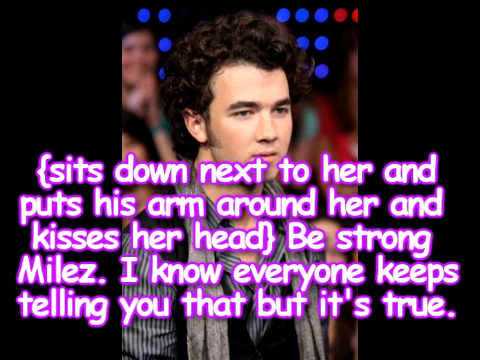 {sits down next to her and
puts his arm around her and
kisses her head} Be strong
Milez. I know everyone keeps
telling you that but it's true.